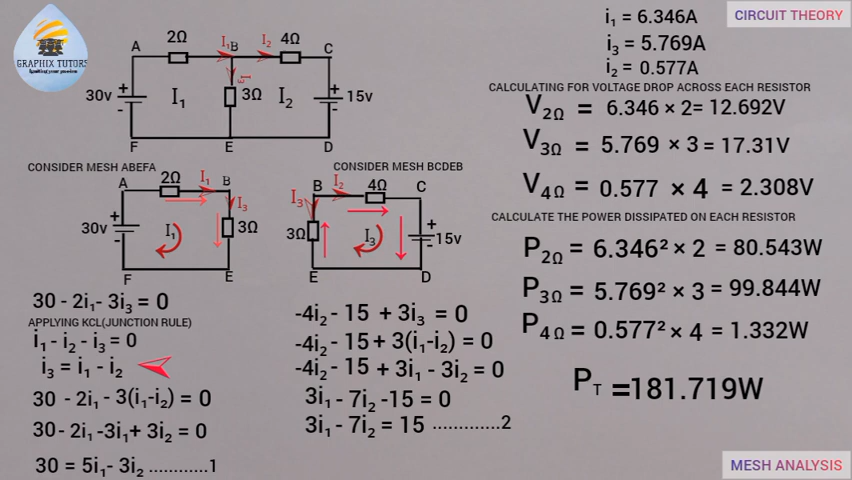 GRAPHIX TUTORS
Igniting your passion
CIRCUIT THEORY
i₁ = 6.346A
i₃ = 5.769A
i₂ = 0.577A
A 2Ω I₁ B I₂ 4Ω C
I₃
30v + - I₁ 3Ω I₂ + - 15v
F E D
CONSIDER MESH ABEFA
A 2Ω I₁ B
I₃
30v + - I₁ 3Ω
F E
30 - 2i₁ - 3i₃ = 0
APPLYING KCL(JUNCTION RULE)
i₁ - i₂ - i₃ = 0
i₃ = i₁ - i₂
30 - 2i₁ - 3(i₁-i₂) = 0
30 - 2i₁ -3i₁+ 3i₂ = 0
30 = 5i₁- 3i₂ ............1
CONSIDER MESH BCDEB
B I₂ 4Ω C
I₃
3Ω I₃ + - 15v
E D
-4i₂ - 15 + 3i₃ = 0
-4i₂ - 15 + 3(i₁-i₂) = 0
-4i₂ - 15 + 3i₁ - 3i₂ = 0
3i₁ - 7i₂ -15 = 0
3i₁ - 7i₂ = 15 .............2
CALCULATING FOR VOLTAGE DROP ACROSS EACH RESISTOR
V₂Ω = 6.346 × 2 = 12.692V
V₃Ω = 5.769 × 3 = 17.31V
V₄Ω = 0.577 × 4 = 2.308V
CALCULATE THE POWER DISSIPATED ON EACH RESISTOR
P₂Ω = 6.346² × 2 = 80.543W
P₃Ω = 5.769² × 3 = 99.844W
P₄Ω = 0.577² × 4 = 1.332W
P_T = 181.719W
MESH ANALYSIS